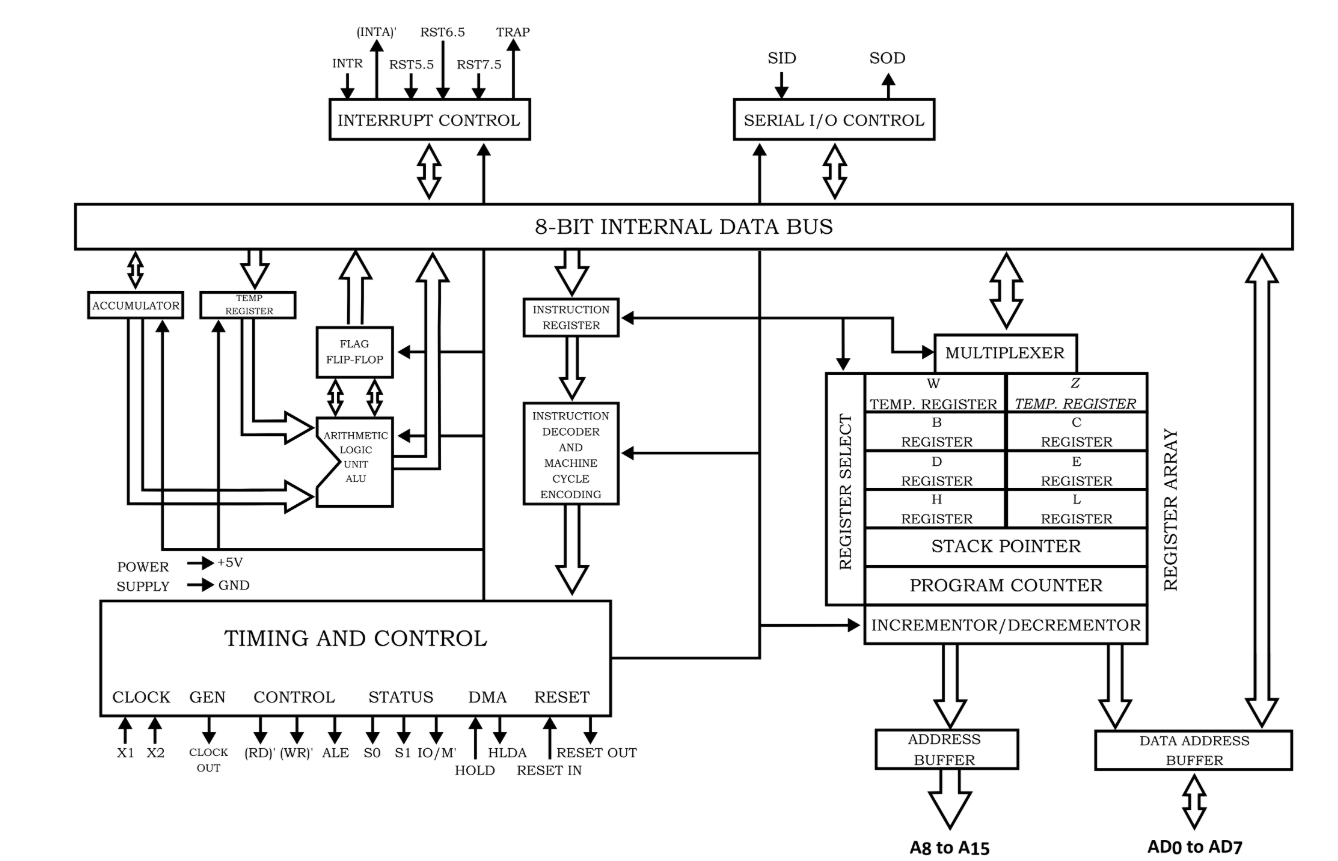 (INTA)' RST6.5 TRAP
INTR RST5.5 RST7.5
INTERRUPT CONTROL
SID SOD
SERIAL I/O CONTROL
8-BIT INTERNAL DATA BUS
ACCUMULATOR
TEMP
REGISTER
FLAG
FLIP-FLOP
ARITHMETIC
LOGIC
UNIT
ALU
INSTRUCTION
REGISTER
INSTRUCTION
DECODER
AND
MACHINE
CYCLE
ENCODING
MULTIPLEXER
REGISTER SELECT
W
TEMP. REGISTER
Z
TEMP. REGISTER
B
REGISTER
C
REGISTER
D
REGISTER
E
REGISTER
H
REGISTER
L
REGISTER
STACK POINTER
PROGRAM COUNTER
INCREMENTOR/DECREMENTOR
REGISTER ARRAY
POWER
SUPPLY
+5V
GND
TIMING AND CONTROL
CLOCK GEN CONTROL STATUS DMA RESET
X1 X2 CLOCK
OUT
(RD)' (WR)' ALE S0 S1 IO/M' HLDA RESET OUT
HOLD RESET IN
ADDRESS
BUFFER
DATA ADDRESS
BUFFER
A8 to A15
AD0 to AD7